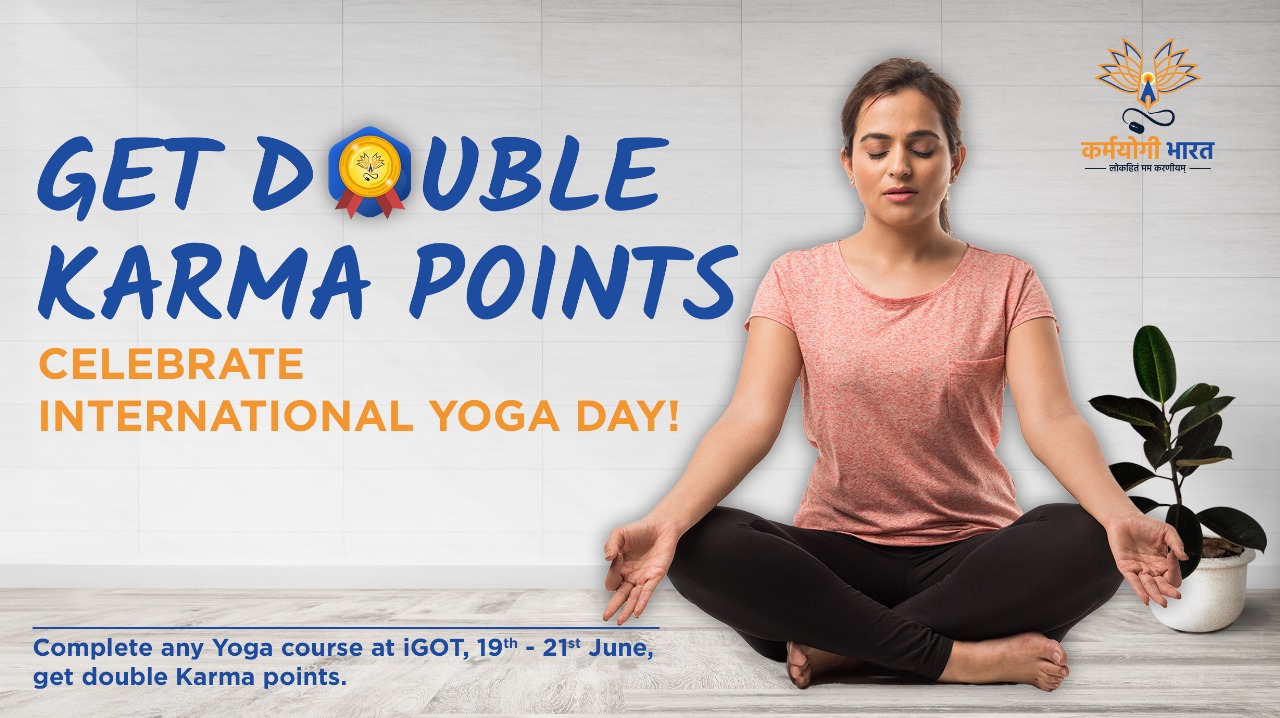 GET DOUBLE
KARMA POINTS
CELEBRATE
INTERNATIONAL YOGA DAY!
कर्मयोगी भारत
लोकहितं मम करणीयम्
Complete any Yoga course at iGOT, 19th - 21st June,
get double Karma points.